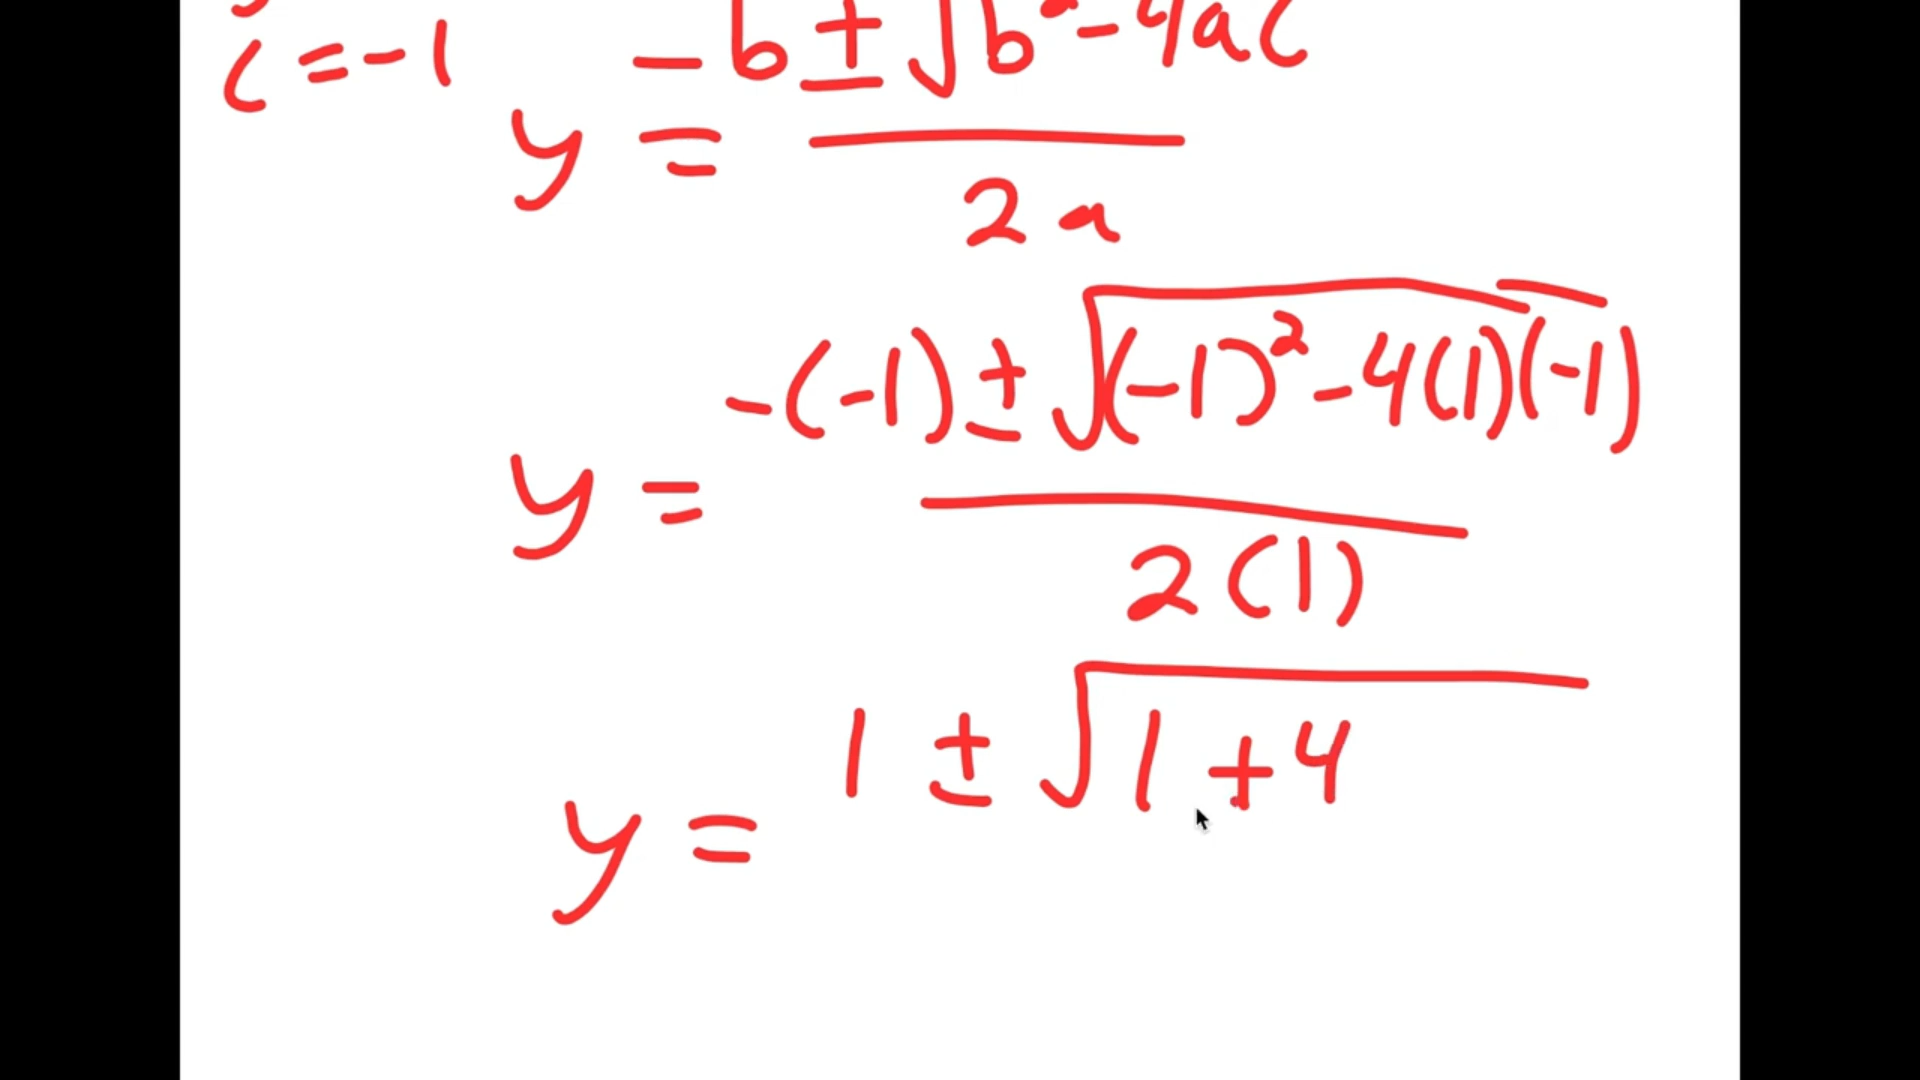 c = -1
-b ± √b²-4ac
y =
2a
-(-1) ± √(-1)²-4(1)(-1)
y =
2(1)
1 ± √1+4
y =